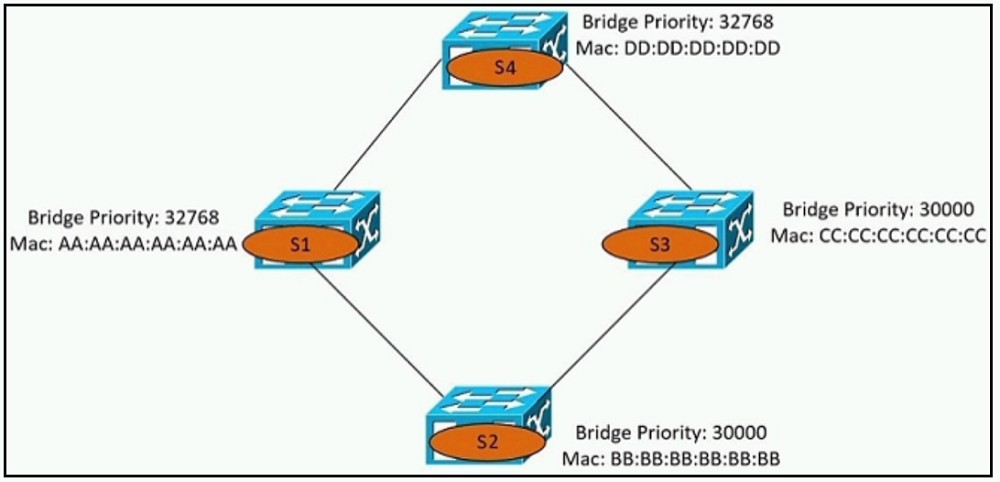 Bridge Priority: 32768
Mac: DD:DD:DD:DD:DD
S4
Bridge Priority: 32768
Mac: AA:AA:AA:AA:AA:AA
S1
S3
Bridge Priority: 30000
Mac: CC:CC:CC:CC:CC:CC
S2
Bridge Priority: 30000
Mac: BB:BB:BB:BB:BB:BB